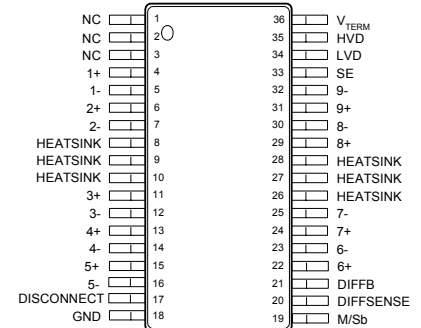 NC 1 36 VTERM
NC 2 35 HVD
NC 3 34 LVD
1+ 4 33 SE
1- 5 32 9-
2+ 6 31 9+
2- 7 30 8-
HEATSINK 8 29 8+
HEATSINK 9 28 HEATSINK
HEATSINK 10 27 HEATSINK
3+ 11 26 HEATSINK
3- 12 25 7-
4+ 13 24 7+
4- 14 23 6-
5+ 15 22 6+
5- 16 21 DIFFB
DISCONNECT 17 20 DIFFSENSE
GND 18 19 M/Sb